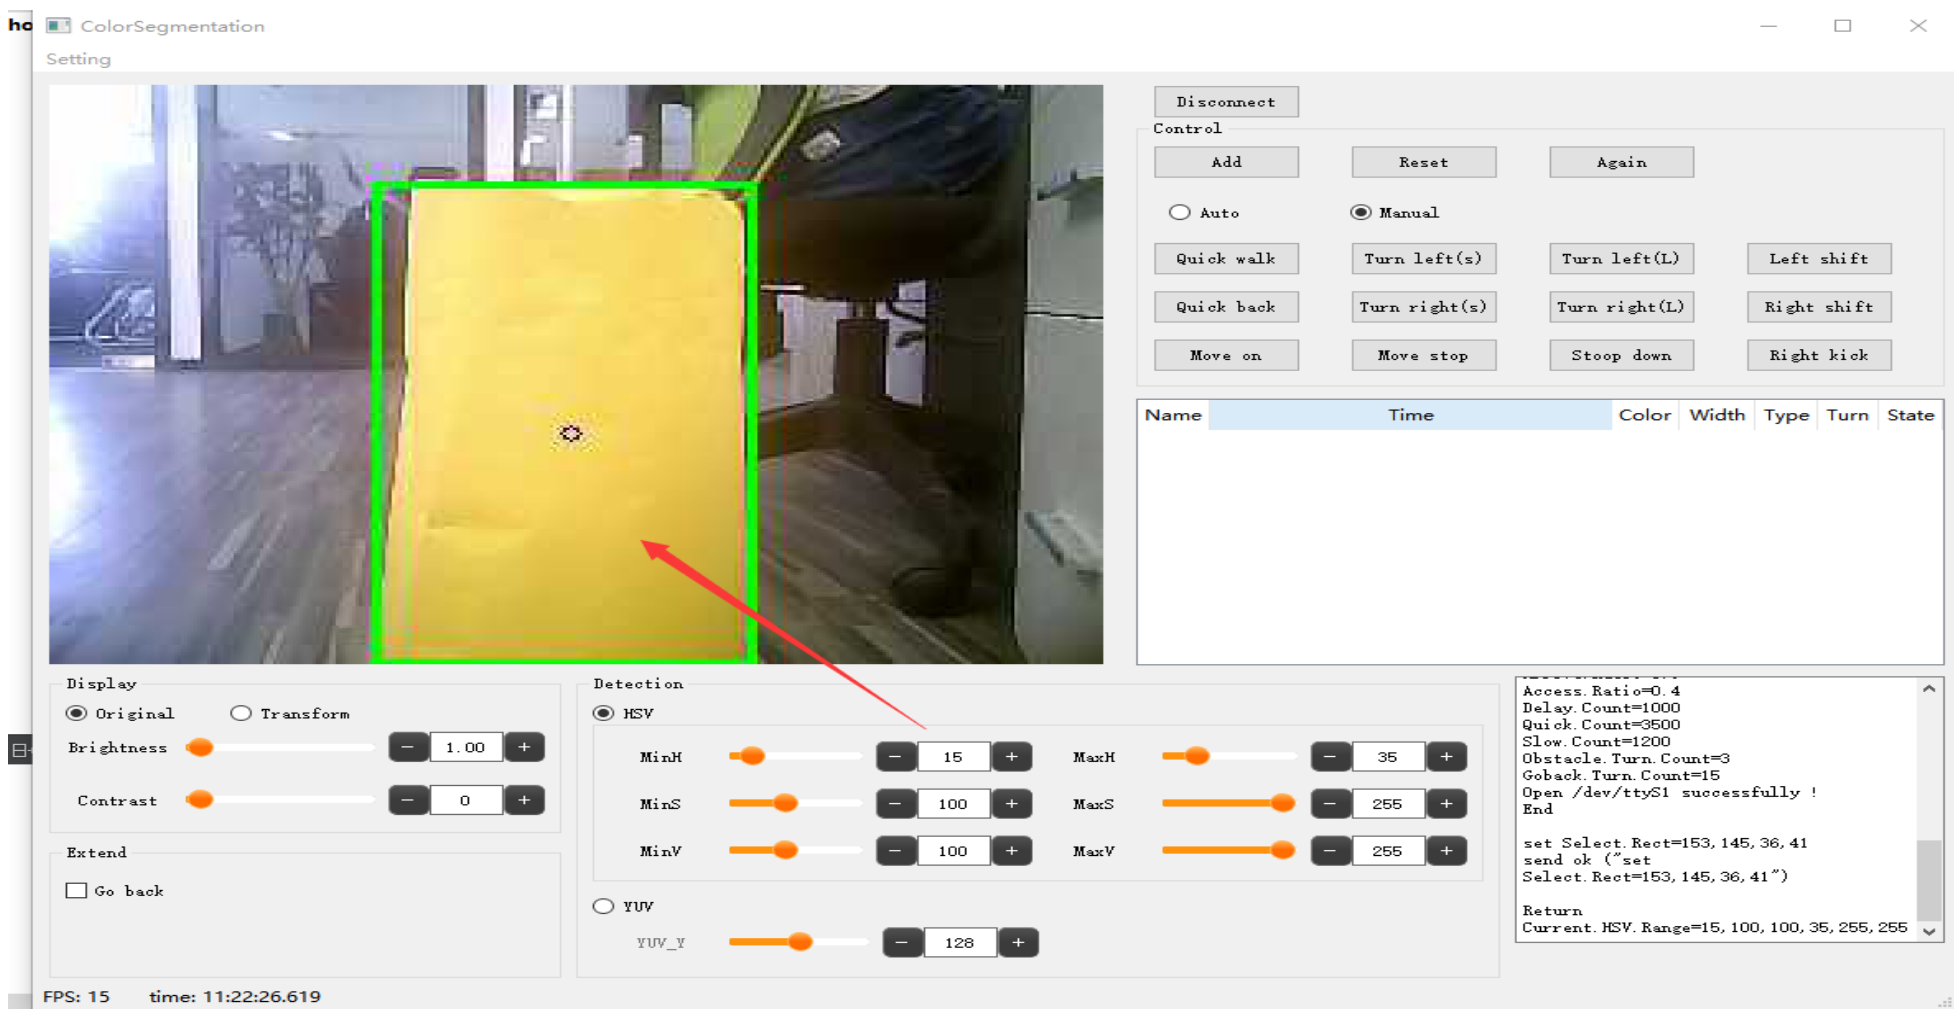 ho
ColorSegmentation
Setting
Disconnect
Control
Add Reset Again
Auto Manual
Quick walk Turn left(s) Turn left(L) Left shift
Quick back Turn right(s) Turn right(L) Right shift
Move on Move stop Stoop down Right kick
Name Time Color Width Type Turn State
Display
Original Transform
Brightness - 1.00 +
Contrast - 0 +
Extend
Go back
Detection
HSV
MinH - 15 + MaxH - 35 +
MinS - 100 + MaxS - 255 +
MinV - 100 + MaxV - 255 +
YUV
YUV_Y - 128 +
Access.Ratio=0.4
Delay.Count=1000
Quick.Count=3500
Slow.Count=1200
Obstacle.Turn.Count=3
Goback.Turn.Count=15
Open /dev/ttyS1 successfully !
End
set Select.Rect=153,145,36,41
send ok ("set
Select.Rect=153,145,36,41")
Return
Current.HSV.Range=15,100,100,35,255,255
FPS: 15 time: 11:22:26.619